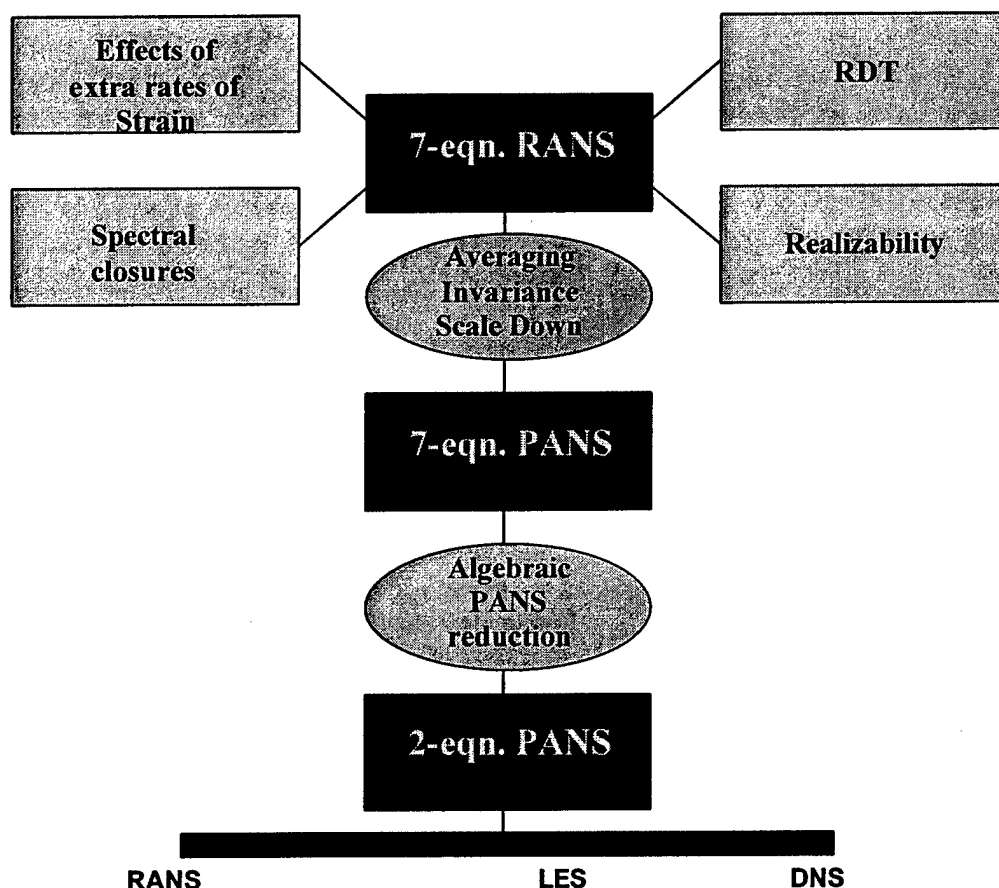 Effects of
extra rates of
Strain
RDT
7-eqn. RANS
Spectral
closures
Realizability
Averaging
Invariance
Scale Down
7-eqn. PANS
Algebraic
PANS
reduction
2-eqn. PANS
RANS
LES
DNS